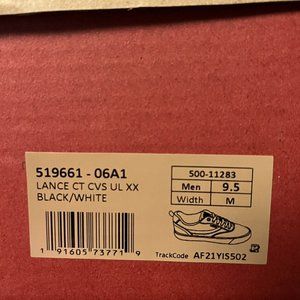 519661 - 06A1
LANCE CT CVS UL XX
BLACK/WHITE
500-11283
Men 9.5
Width M
1 91605 73771 9
TrackCode AF21YIS502